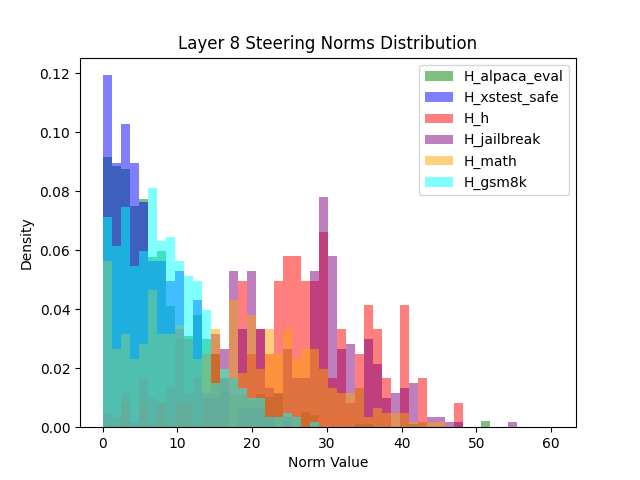 Layer 8 Steering Norms Distribution
0.12
0.10
0.08
0.06
0.04
0.02
0.00
Density
H_alpaca_eval
H_xstest_safe
H_h
H_jailbreak
H_math
H_gsm8k
0 10 20 30 40 50 60
Norm Value